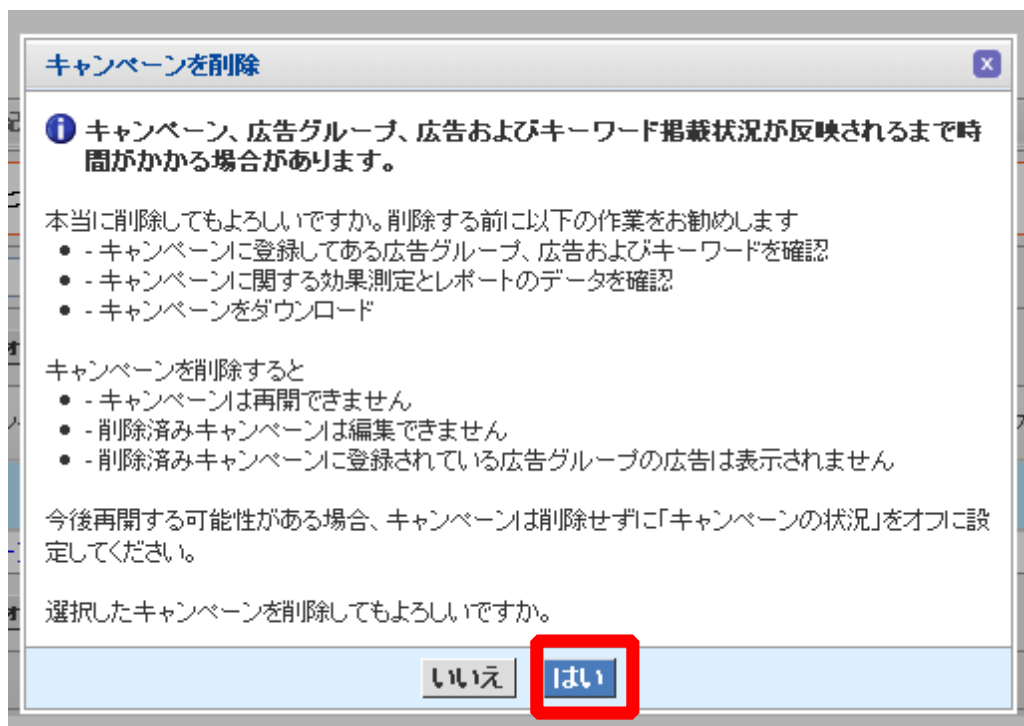 キャンペーンを削除
x
i キャンペーン、広告グループ、広告およびキーワード掲載状況が反映されるまで時
間がかかる場合があります。
本当に削除してもよろしいですか。削除する前に以下の作業をお勧めします
• - キャンペーンに登録してある広告グループ、広告およびキーワードを確認
• - キャンペーンに関する効果測定とレポートのデータを確認
• - キャンペーンをダウンロード
キャンペーンを削除すると
• - キャンペーンは再開できません
• - 削除済みキャンペーンは編集できません
• - 削除済みキャンペーンに登録されている広告グループの広告は表示されません
今後再開する可能性がある場合、キャンペーンは削除せずに「キャンペーンの状況」をオフに設
定してください。
選択したキャンペーンを削除してもよろしいですか。
いいえ はい